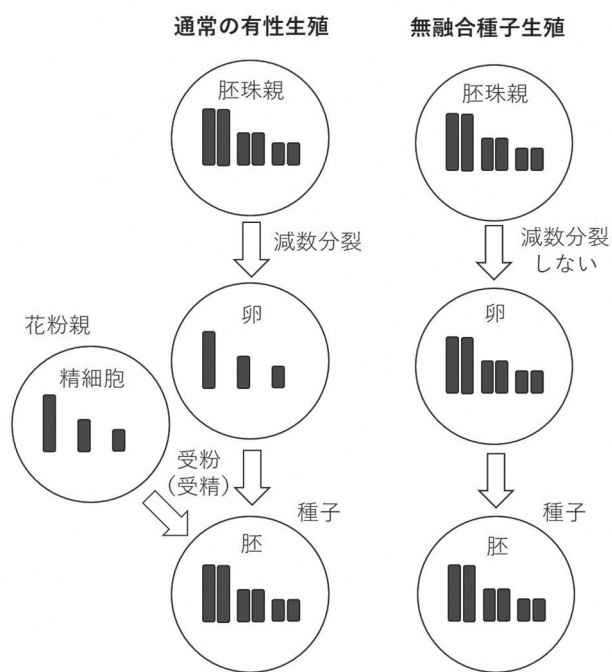 通常の有性生殖
胚珠親
減数分裂
卵
花粉親
精細胞
受粉
(受精)
種子
胚
無融合種子生殖
胚珠親
減数分裂
しない
卵
種子
胚